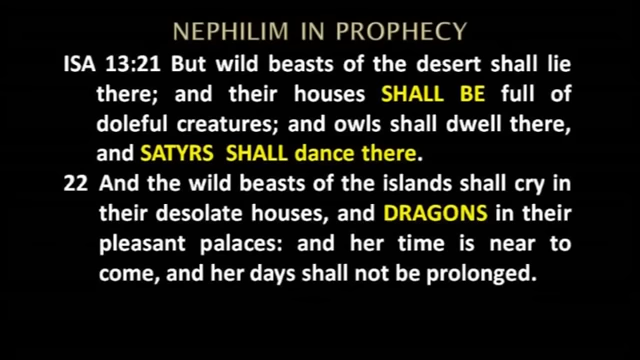 NEPHILIM IN PROPHECY
ISA 13:21 But wild beasts of the desert shall lie
there; and their houses SHALL BE full of
doleful creatures; and owls shall dwell there,
and SATYRS SHALL dance there.
22 And the wild beasts of the islands shall cry in
their desolate houses, and DRAGONS in their
pleasant palaces: and her time is near to
come, and her days shall not be prolonged.